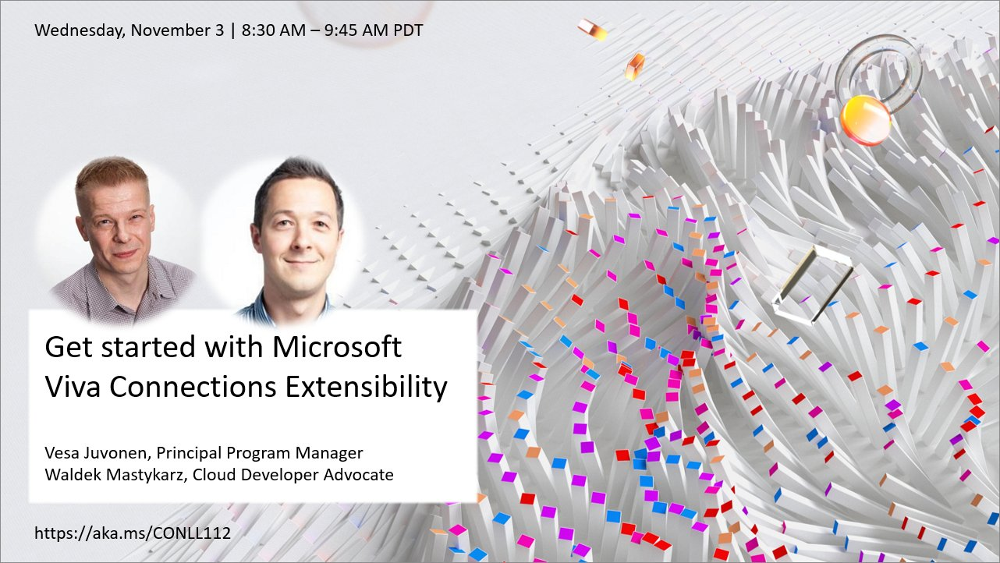 Wednesday, November 3 | 8:30 AM – 9:45 AM PDT
Get started with Microsoft
Viva Connections Extensibility
Vesa Juvonen, Principal Program Manager
Waldek Mastykarz, Cloud Developer Advocate
https://aka.ms/CONLL112